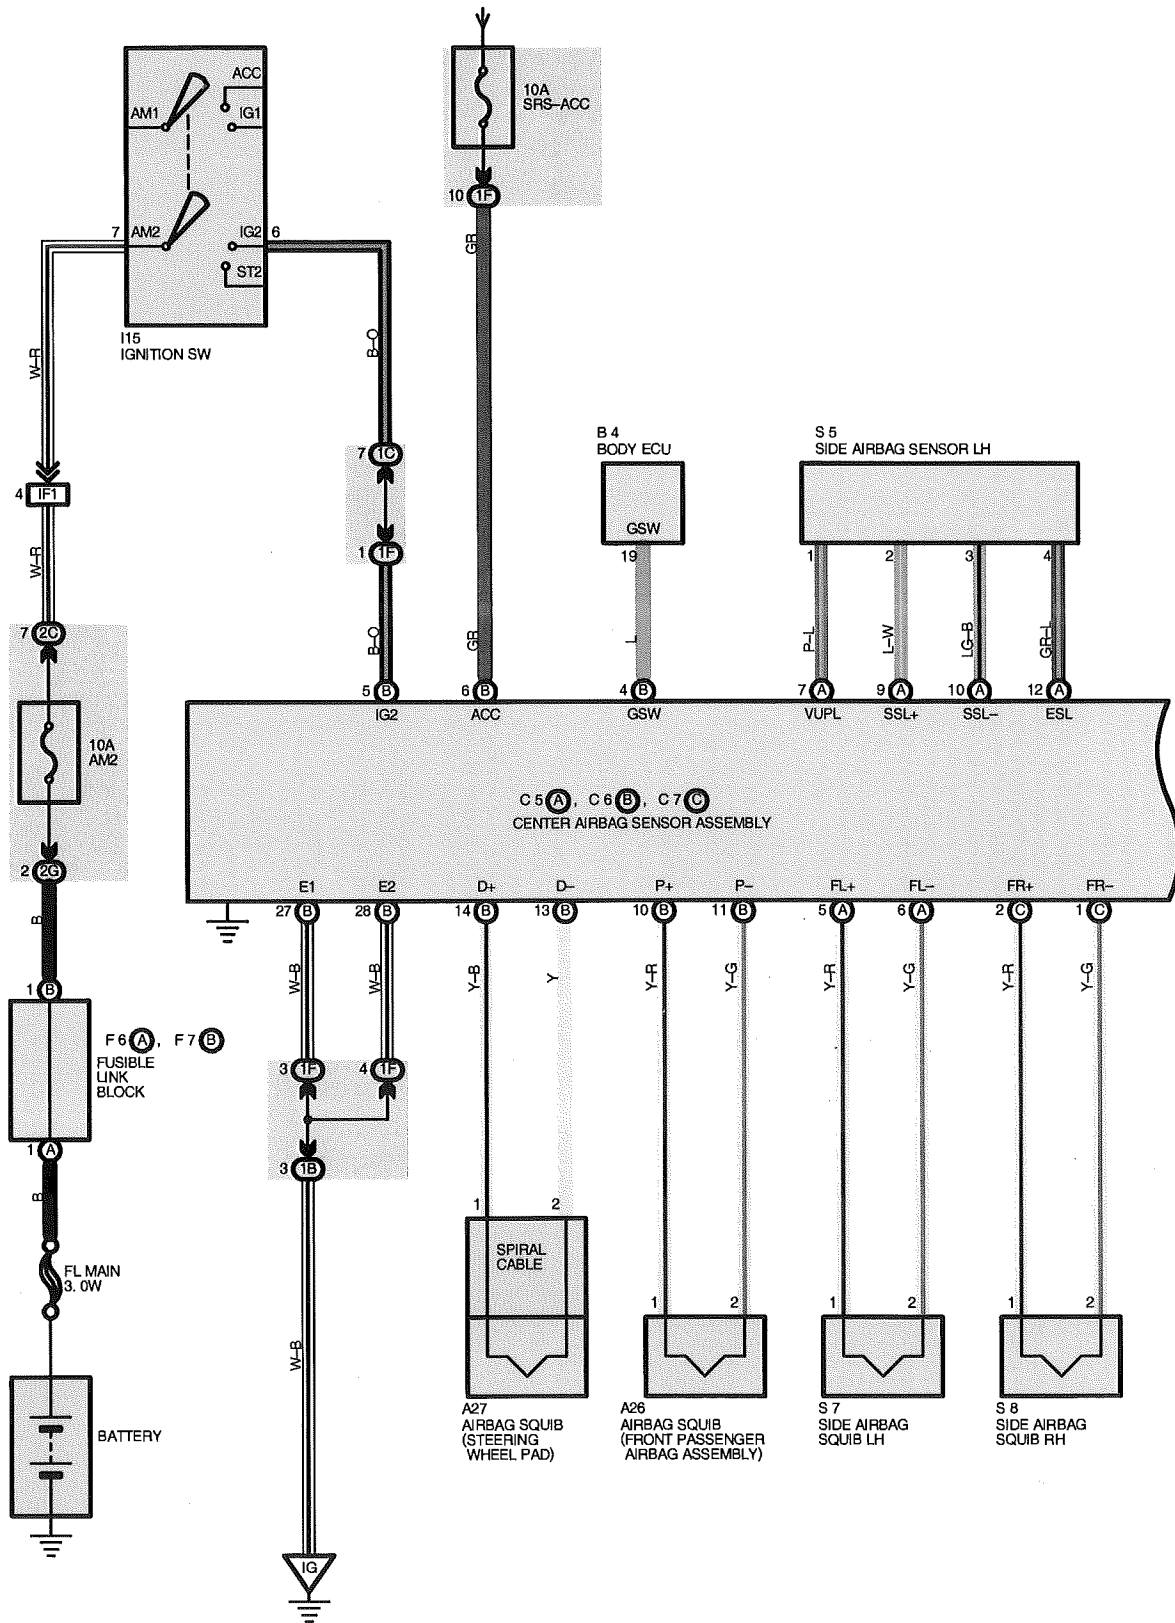 10A
SRS–ACC
10 1F
GR
ACC
AM1
IG1
7 AM2
IG2 6
ST2
I15
IGNITION SW
W–R
B–O
7 1C
1 1F
B–O
4 IF1
W–R
7 2C
10A
AM2
2 2G
B
1 B
F 6 A, F 7 B
FUSIBLE
LINK
BLOCK
1 A
B
FL MAIN
3. 0W
BATTERY
B 4
BODY ECU
GSW
19
L
S 5
SIDE AIRBAG SENSOR LH
1 2 3 4
P–L L–W LG–B GR–L
GR
5 B 6 B 4 B 7 A 9 A 10 A 12 A
IG2 ACC GSW VUPL SSL+ SSL– ESL
C 5 A, C 6 B, C 7 C
CENTER AIRBAG SENSOR ASSEMBLY
E1 E2 D+ D– P+ P– FL+ FL– FR+ FR–
27 B 28 B 14 B 13 B 10 B 11 B 5 A 6 A 2 C 1 C
W–B W–B Y–B Y Y–R Y–G Y–R Y–G Y–R Y–G
3 1F 4 1F
3 1B
W–B
IG
1 2
SPIRAL
CABLE
1 2 1 2 1 2
A27
AIRBAG SQUIB
(STEERING
WHEEL PAD)
A26
AIRBAG SQUIB
(FRONT PASSENGER
AIRBAG ASSEMBLY)
S 7
SIDE AIRBAG
SQUIB LH
S 8
SIDE AIRBAG
SQUIB RH